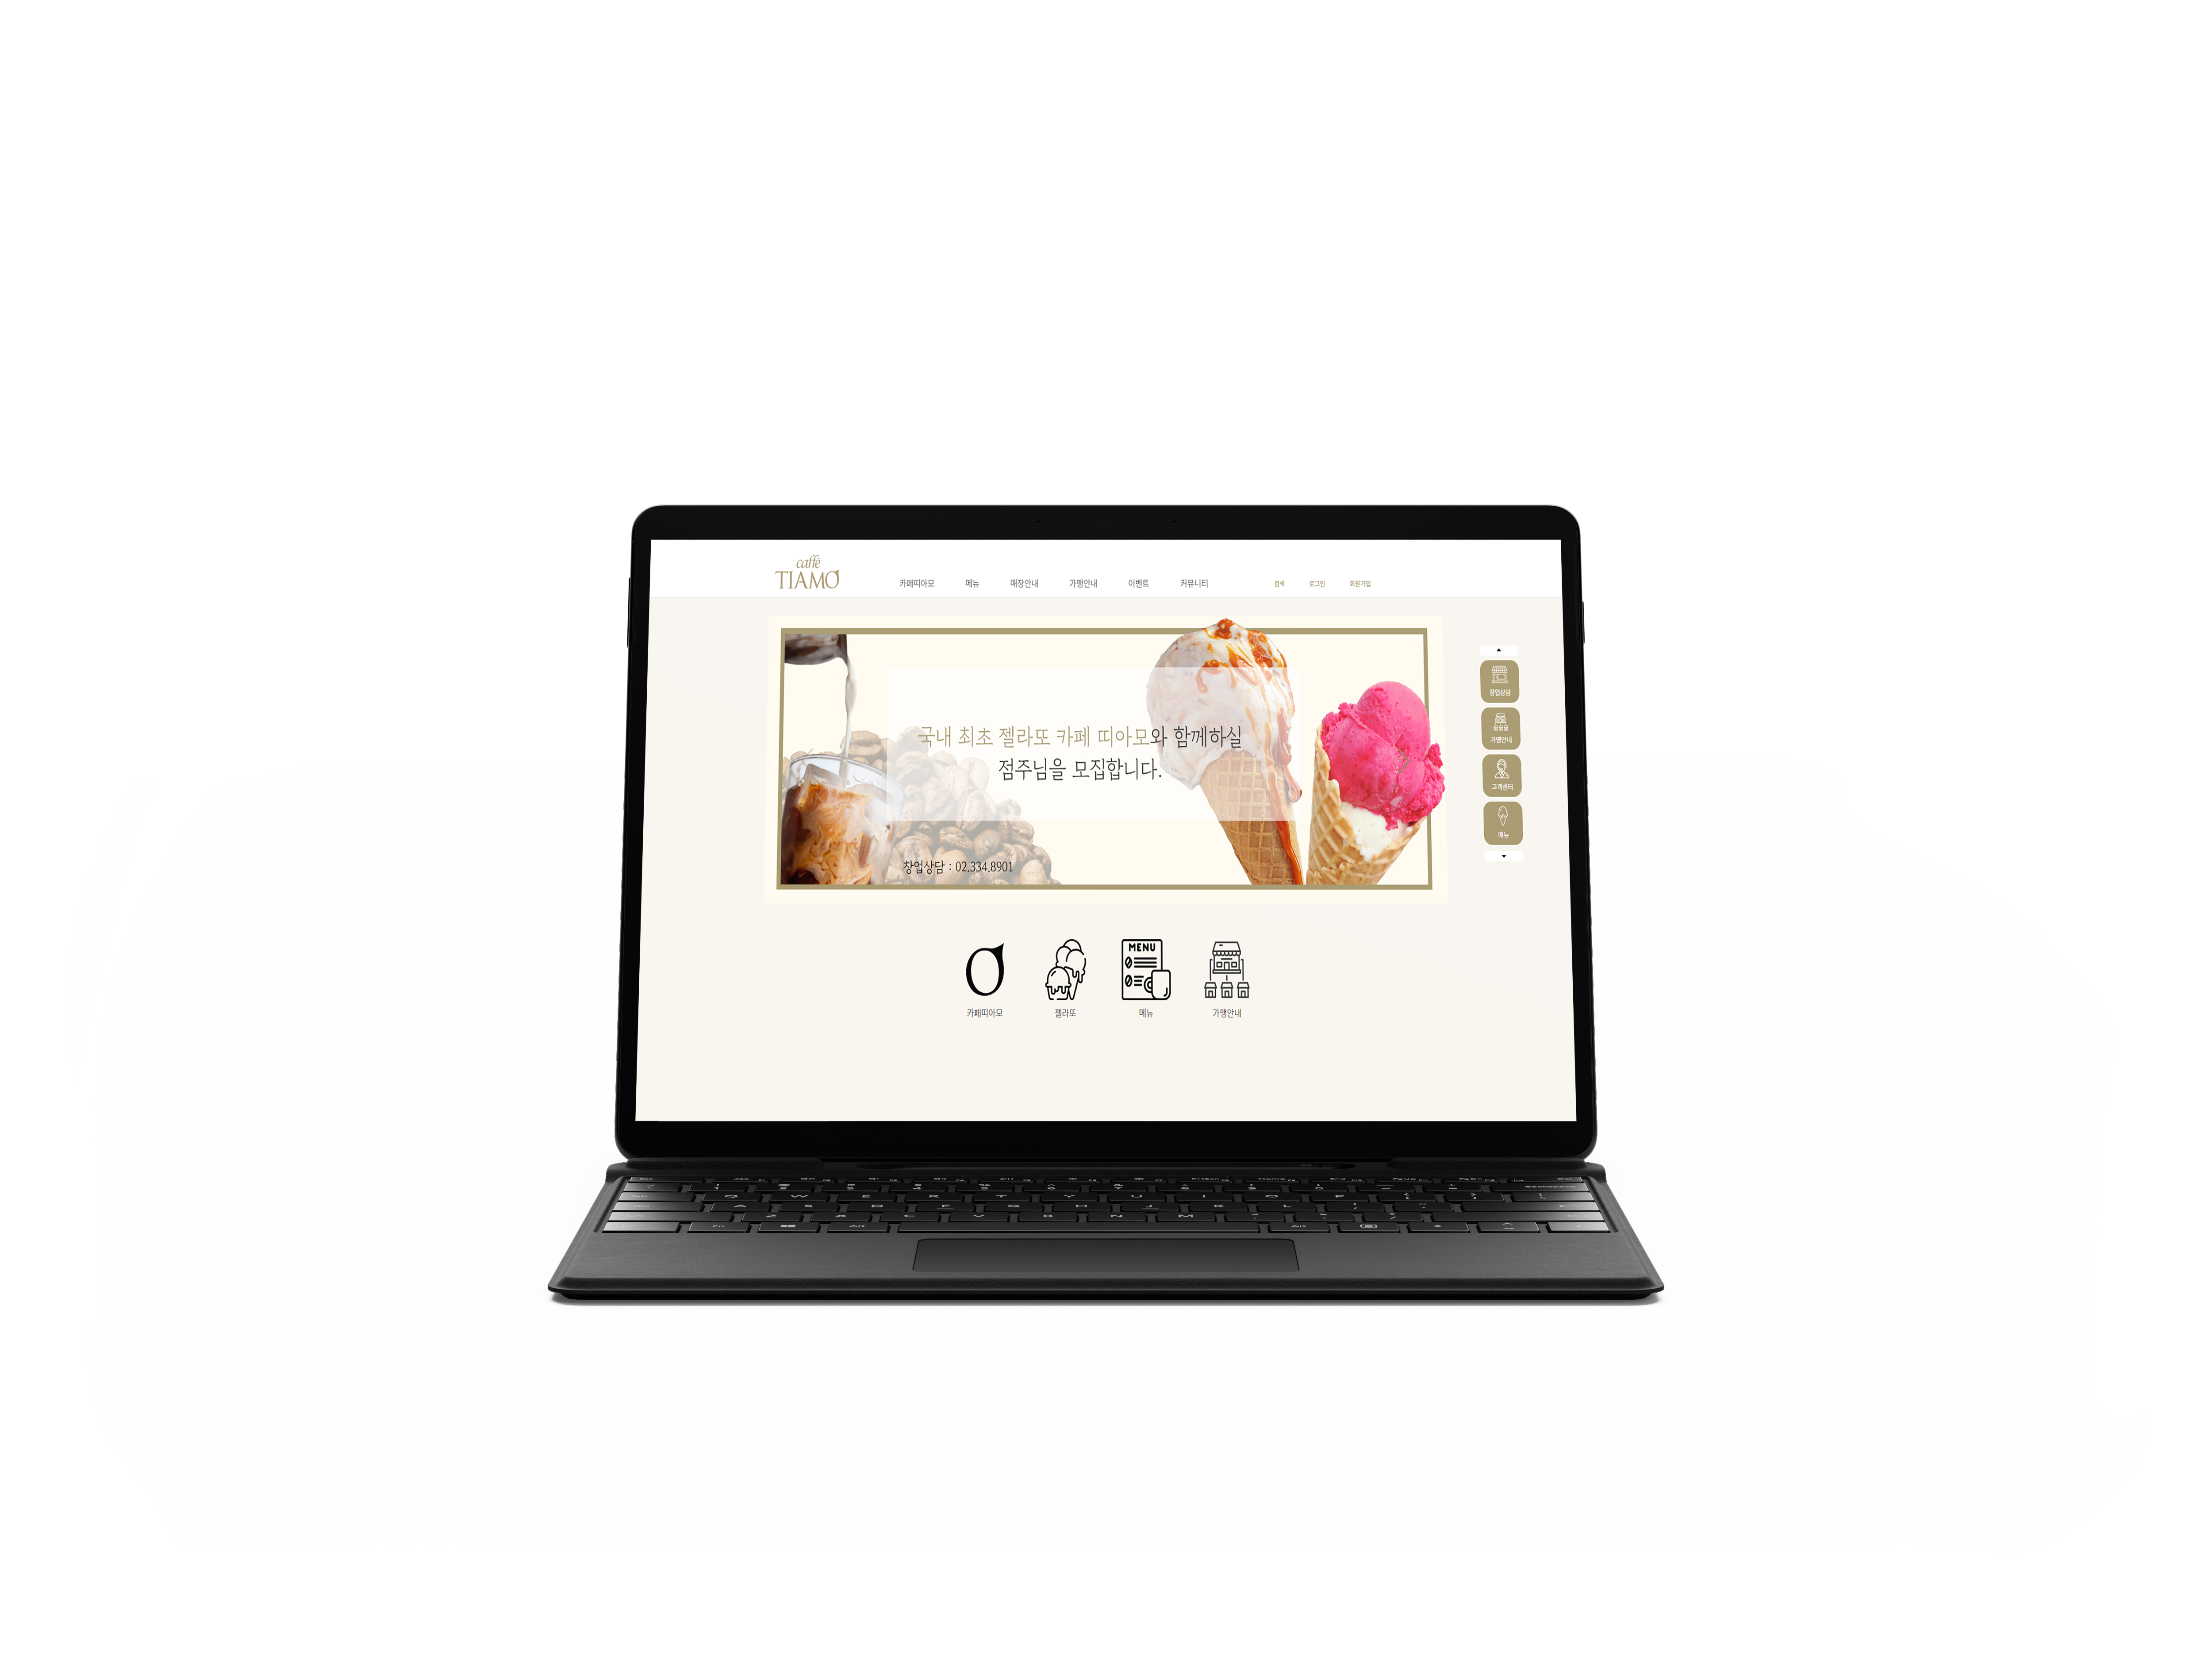 caffè
TIAMO
카페띠아모 메뉴 매장안내 가맹안내 이벤트 커뮤니티 검색 로그인 회원가입
국내 최초 젤라또 카페 띠아모와 함께하실
점주님을 모집합니다.
창업상담 : 02.334.8901
창업상담
가맹안내
고객센터
메뉴
MENU
카페띠아모 젤라또 메뉴 가맹안내
Q W E R T Y U I O P
A S D F G H J K L
Z X C V B N M
Fn Alt Alt